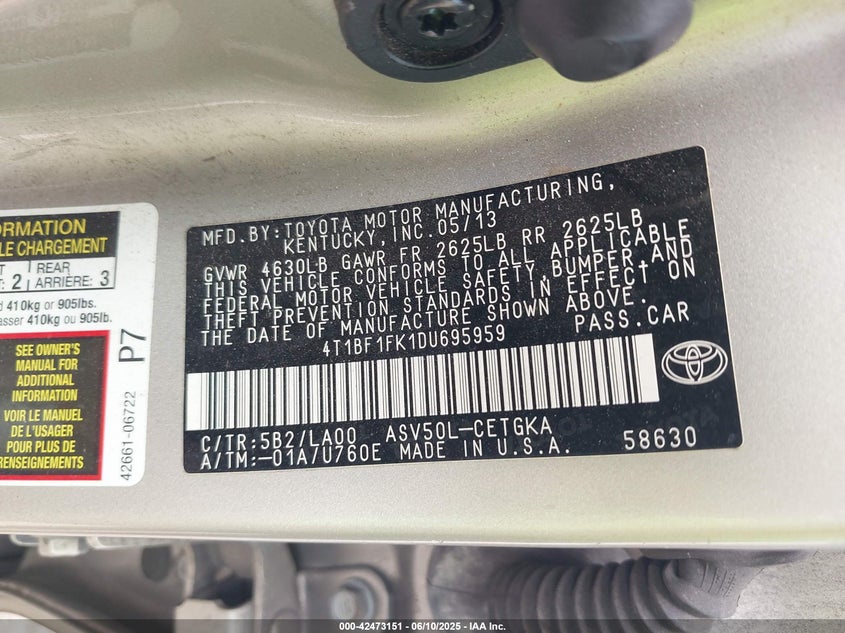 MFD.BY:TOYOTA MOTOR MANUFACTURING,
KENTUCKY,INC.05/13
GVWR 4630LB GAWR FR 2625LB RR 2625LB
THIS VEHICLE CONFORMS TO ALL APPLICABLE
FEDERAL MOTOR VEHICLE SAFETY,BUMPER,AND
THEFT PREVENTION STANDARDS IN EFFECT ON
THE DATE OF MANUFACTURE SHOWN ABOVE.
4T1BF1FK1DU695959 PASS.CAR
C/TR:5B2/LA00 ASV50L-CETGKA
A/TM:-01A/U760E MADE IN U.S.A. 58630
ORMATION
LE CHARGEMENT
2 REAR
ARRIÈRE: 3
410kg or 905lbs.
asser 410kg ou 905lb.
SEE OWNER'S
MANUAL FOR
ADDITIONAL
INFORMATION
VOIR LE MANUEL
DE L'USAGER
POUR PLUS DE
RENSEIGNEMENTS
P7
42661-06722
000-42473151 - 06/10/2025 - IAA Inc.